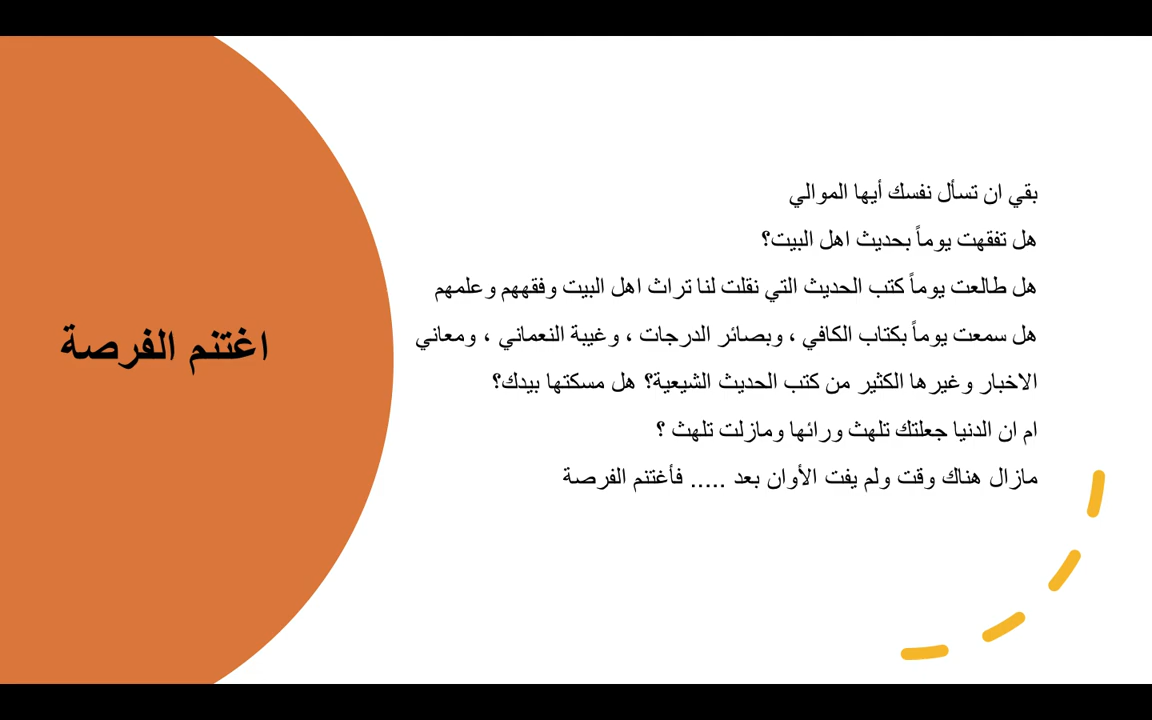 اغتنم الفرصة
بقي ان تسأل نفسك أيها الموالي
هل تفقهت يوماً بحديث اهل البيت؟
هل طالعت يوماً كتب الحديث التي نقلت لنا تراث اهل البيت وفقههم وعلمهم
هل سمعت يوماً بكتاب الكافي ، وبصائر الدرجات ، وغيبة النعماني ، ومعاني
الاخبار وغيرها الكثير من كتب الحديث الشيعية؟ هل مسكتها بيدك؟
ام ان الدنيا جعلتك تلهث ورائها ومازلت تلهث ؟
مازال هناك وقت ولم يفت الأوان بعد ..... فأغتنم الفرصة